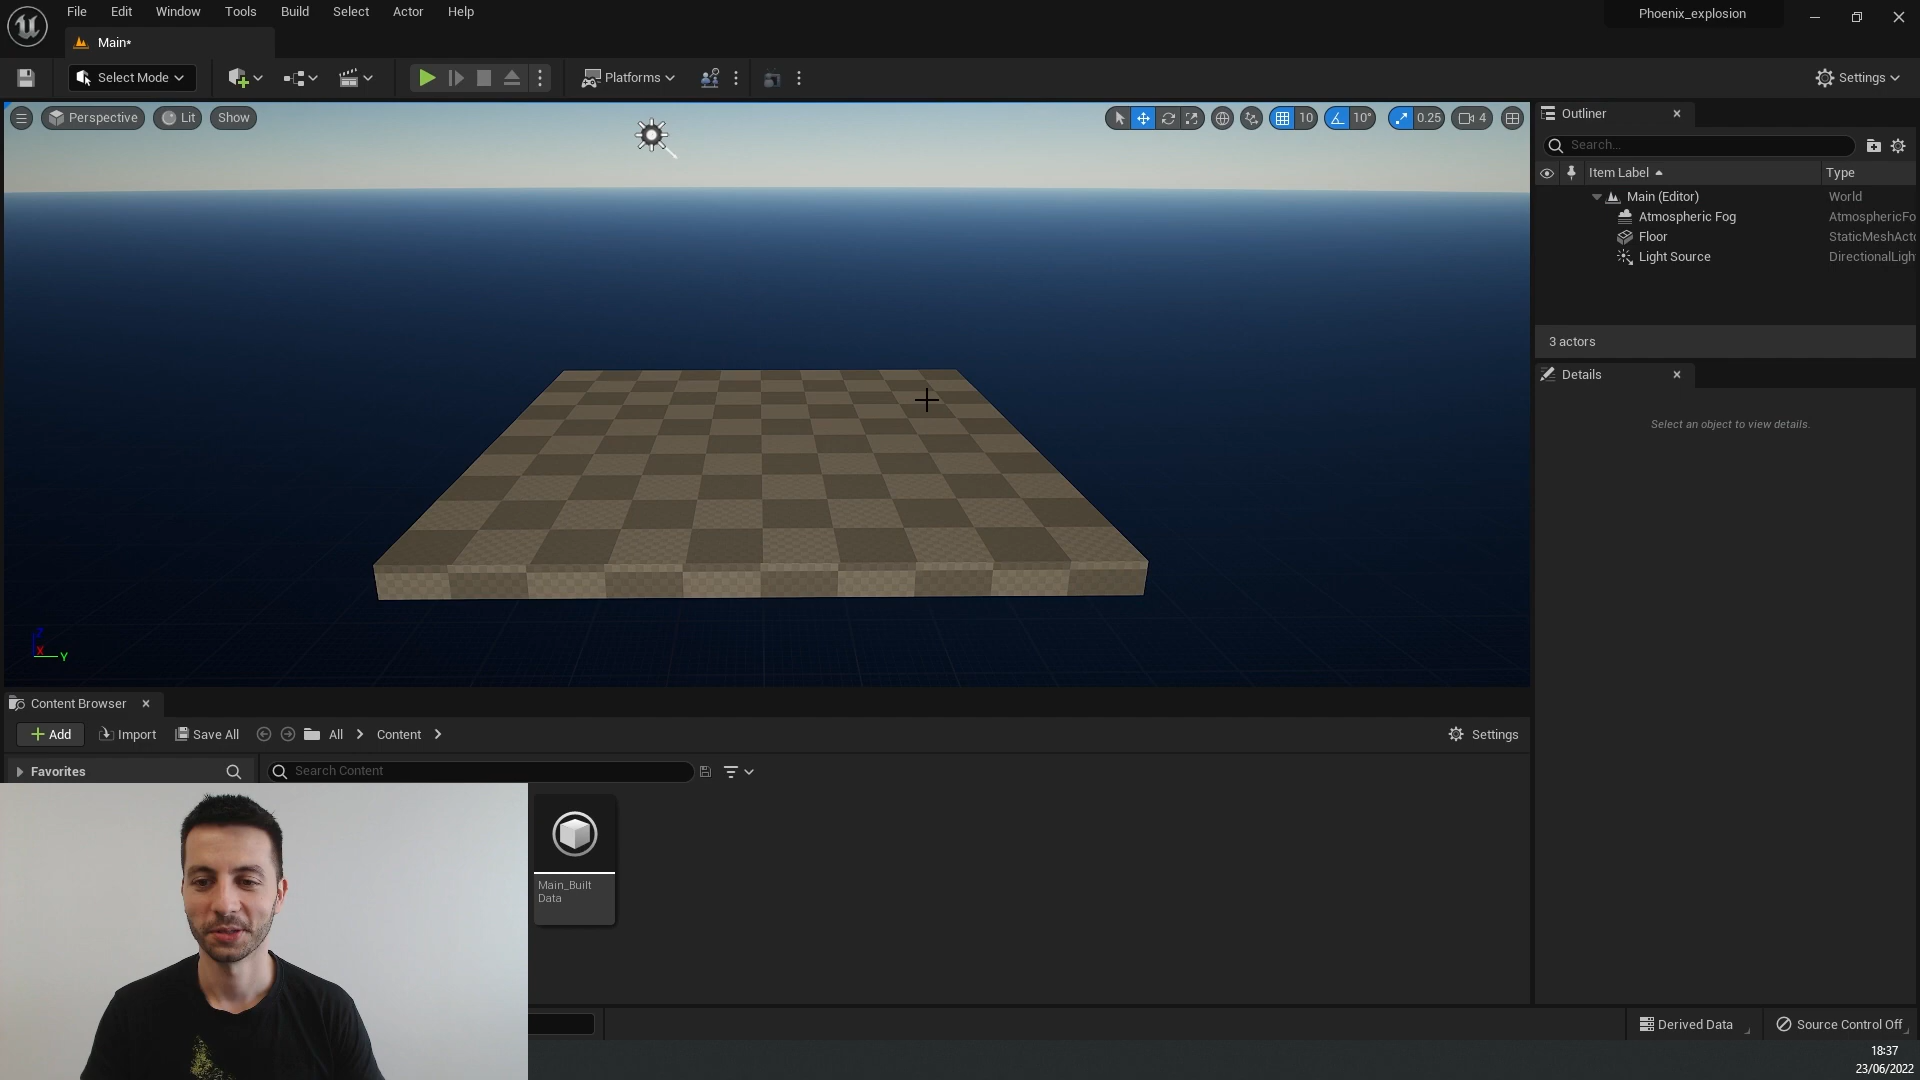 File Edit Window Tools Build Select Actor Help
Phoenix_explosion
Main*
Select Mode
Platforms
Settings
Perspective Lit Show
10 10° 0.25 4
Outliner
Search...
Item Label Type
Main (Editor) World
Atmospheric Fog AtmosphericFo
Floor StaticMeshActo
Light Source DirectionalLigh
3 actors
Details
Select an object to view details.
Z
X
Y
Content Browser
Add Import Save All All Content Settings
Favorites
Search Content
Main_Built
Data
Derived Data Source Control Off
18:37
23/06/2022